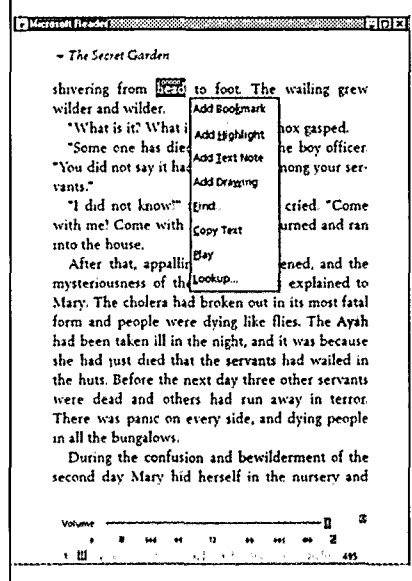 Microsoft Reader
The Secret Garden
shivering from head to foot. The wailing grew
wilder and wilder.
"What is it? What i nox gasped.
"Some one has died he boy officer.
"You did not say it ha nong your ser-
vants."
"I did not know!" cried. "Come
with me! Come with urned and ran
into the house.
After that, appallin ened, and the
mysteriousness of the explained to
Mary. The cholera had broken out in its most fatal
form and people were dying like flies. The Ayah
had been taken ill in the night, and it was because
she had just died that the servants had wailed in
the huts. Before the next day three other servants
were dead and others had run away in terror.
There was panic on every side, and dying people
in all the bungalows.
During the confusion and bewilderment of the
second day Mary hid herself in the nursery and
Add Bookmark
Add Highlight
Add Text Note
Add Drawing
Find...
Copy Text
Play
Lookup...
Volume
1 495